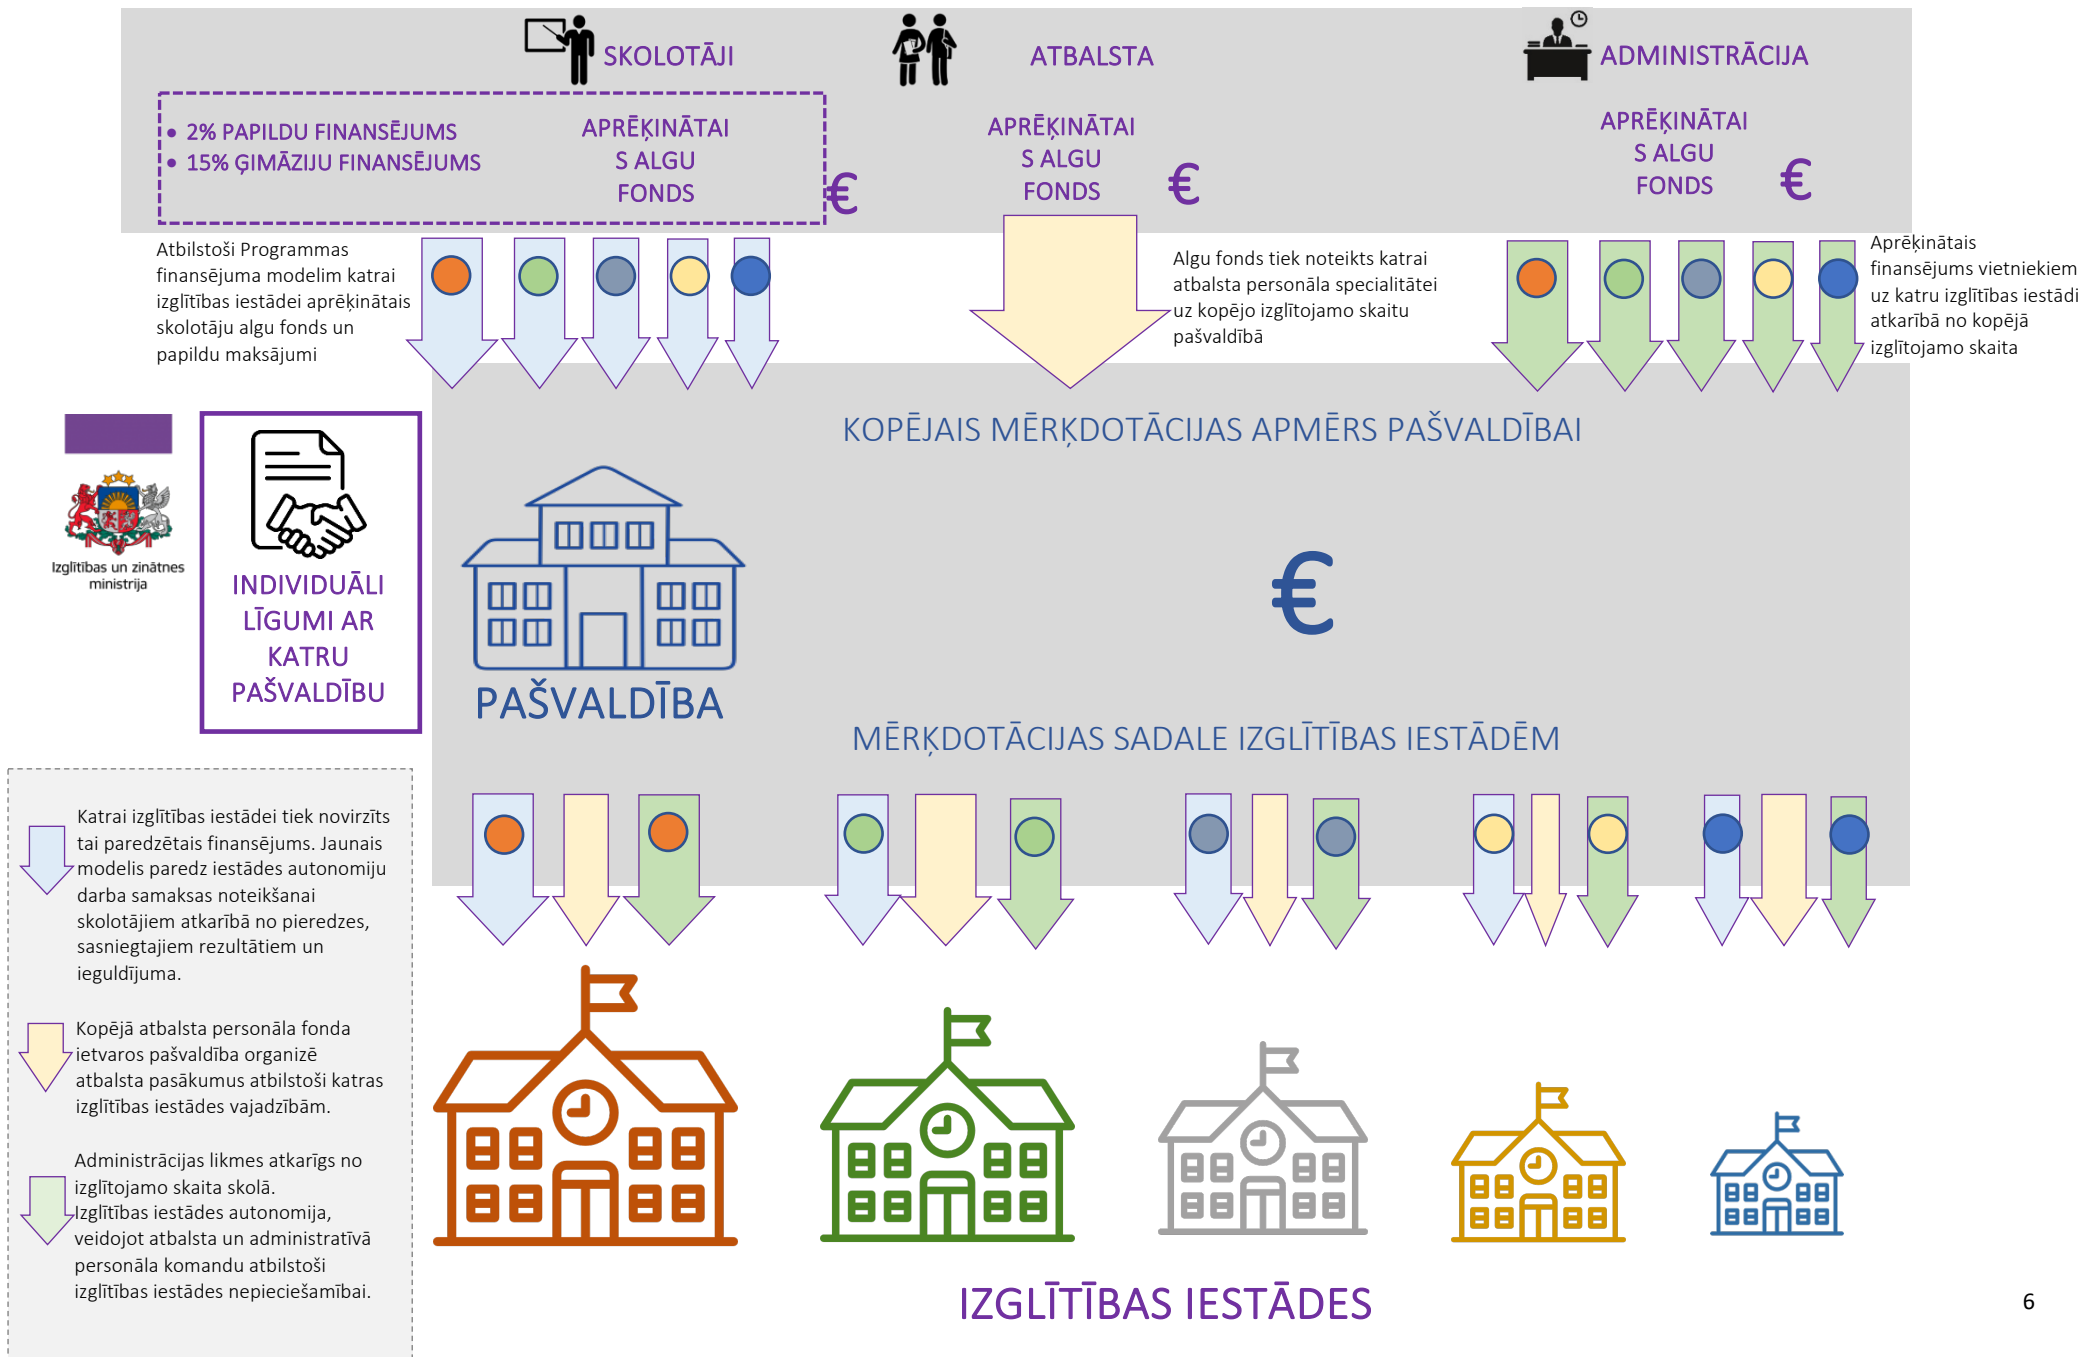 SKOLOTĀJI
ATBALSTA
ADMINISTRĀCIJA
• 2% PAPILDU FINANSĒJUMS
• 15% ĢIMĀZIJU FINANSĒJUMS
APRĒĶINĀTAI
S ALGU
FONDS
€
APRĒĶINĀTAI
S ALGU
FONDS
€
APRĒĶINĀTAI
S ALGU
FONDS
€
Atbilstoši Programmas
finansējuma modelim katrai
izglītības iestādei aprēķinātais
skolotāju algu fonds un
papildu maksājumi
Algu fonds tiek noteikts katrai
atbalsta personāla specialitātei
uz kopējo izglītojamo skaitu
pašvaldībā
Aprēķinātais
finansējums vietniekiem
uz katru izglītības iestādi
atkarībā no kopējā
izglītojamo skaita
KOPĒJAIS MĒRĶDOTĀCIJAS APMĒRS PAŠVALDĪBAI
Izglītības un zinātnes
ministrija
INDIVIDUĀLI
LĪGUMI AR
KATRU
PAŠVALDĪBU
€
PAŠVALDĪBA
MĒRĶDOTĀCIJAS SADALE IZGLĪTĪBAS IESTĀDĒM
Katrai izglītības iestādei tiek novirzīts
tai paredzētais finansējums. Jaunais
modelis paredz iestādes autonomiju
darba samaksas noteikšanai
skolotājiem atkarībā no pieredzes,
sasniegtajiem rezultātiem un
ieguldījuma.
Kopējā atbalsta personāla fonda
ietvaros pašvaldība organizē
atbalsta pasākumus atbilstoši katras
izglītības iestādes vajadzībām.
Administrācijas likmes atkarīgs no
izglītojamo skaita skolā.
Izglītības iestādes autonomija,
veidojot atbalsta un administratīvā
personāla komandu atbilstoši
izglītības iestādes nepieciešamībai.
IZGLĪTĪBAS IESTĀDES
6